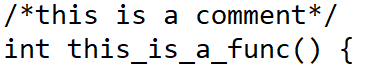 /*this is a comment*/
int this_is_a_func() {